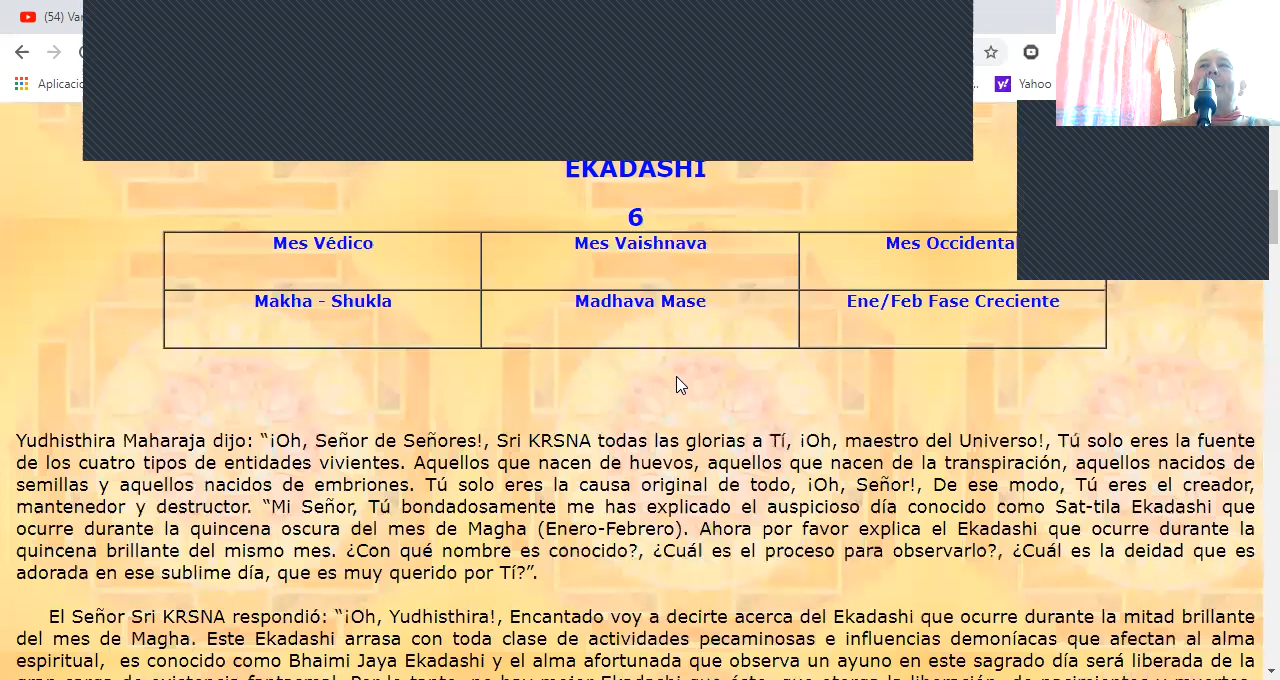 (54) Va
Aplicacio
Yahoo
EKADASHI
6
Mes Védico Mes Vaishnava Mes Occidental
Makha - Shukla Madhava Mase Ene/Feb Fase Creciente
Yudhisthira Maharaja dijo: “¡Oh, Señor de Señores!, Sri KRSNA todas las glorias a Tí, ¡Oh, maestro del Universo!, Tú solo eres la fuente
de los cuatro tipos de entidades vivientes. Aquellos que nacen de huevos, aquellos que nacen de la transpiración, aquellos nacidos de
semillas y aquellos nacidos de embriones. Tú solo eres la causa original de todo, ¡Oh, Señor!, De ese modo, Tú eres el creador,
mantenedor y destructor. “Mi Señor, Tú bondadosamente me has explicado el auspicioso día conocido como Sat-tila Ekadashi que
ocurre durante la quincena oscura del mes de Magha (Enero-Febrero). Ahora por favor explica el Ekadashi que ocurre durante la
quincena brillante del mismo mes. ¿Con qué nombre es conocido?, ¿Cuál es el proceso para observarlo?, ¿Cuál es la deidad que es
adorada en ese sublime día, que es muy querido por Tí?”.
El Señor Sri KRSNA respondió: “¡Oh, Yudhisthira!, Encantado voy a decirte acerca del Ekadashi que ocurre durante la mitad brillante
del mes de Magha. Este Ekadashi arrasa con toda clase de actividades pecaminosas e influencias demoníacas que afectan al alma
espiritual, es conocido como Bhaimi Jaya Ekadashi y el alma afortunada que observa un ayuno en este sagrado día será liberada de la